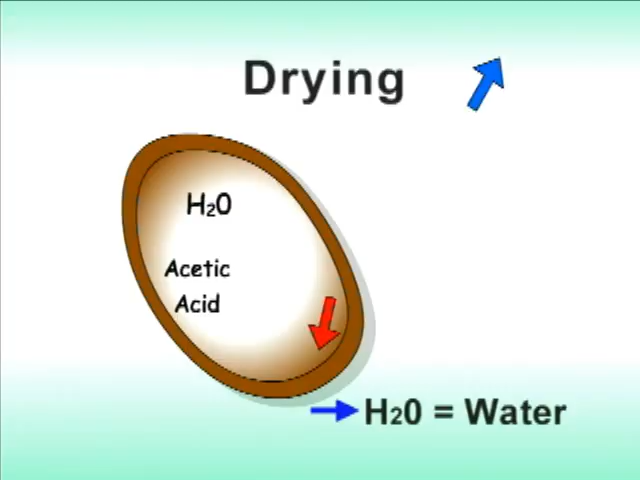 Drying
H₂0
Acetic
Acid
H₂0 = Water